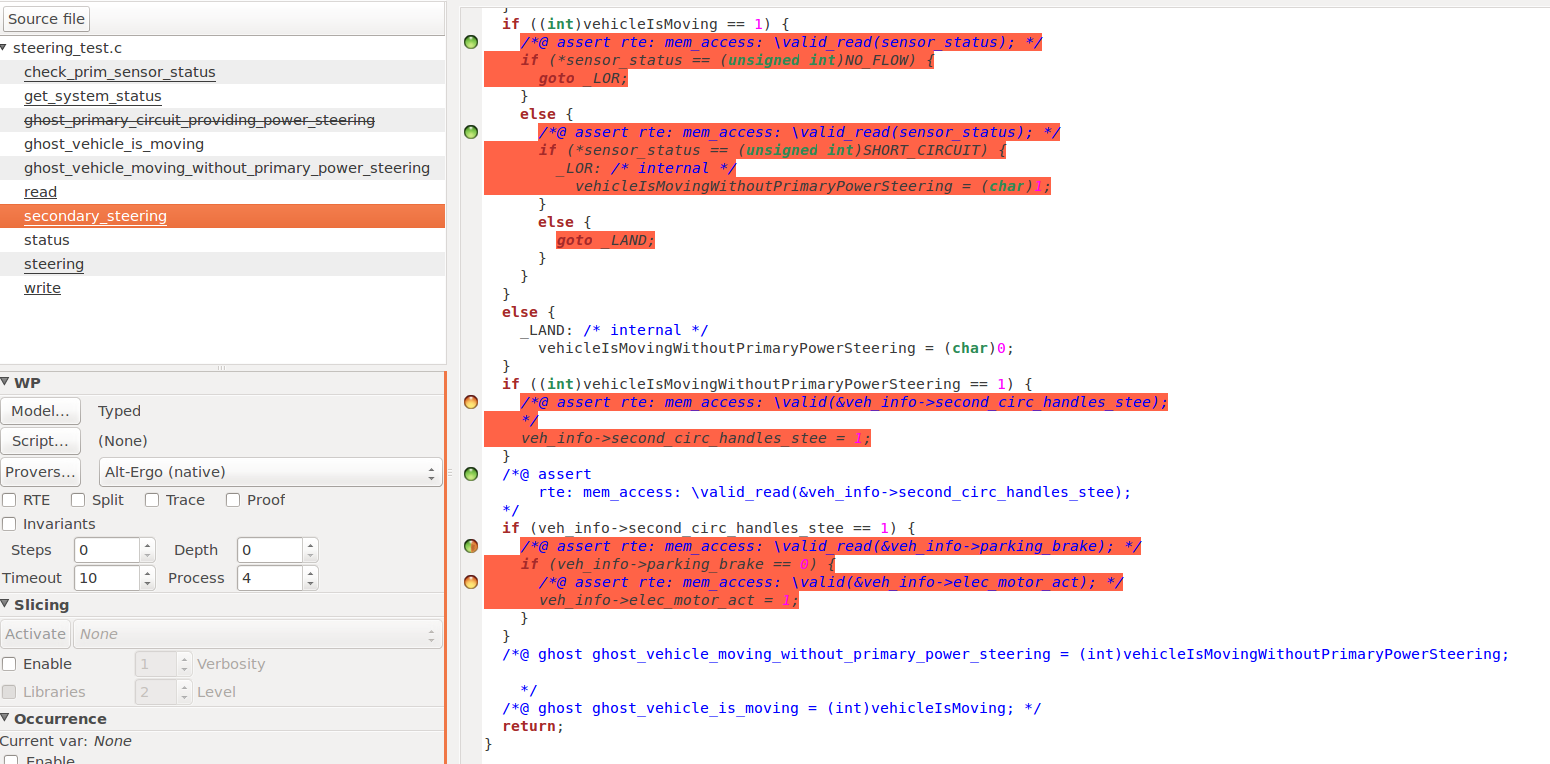 Source file
steering_test.c
check_prim_sensor_status
get_system_status
ghost_primary_circuit_providing_power_steering
ghost_vehicle_is_moving
ghost_vehicle_moving_without_primary_power_steering
read
secondary_steering
status
steering
write
WP
Model... Typed
Script... (None)
Provers... Alt-Ergo (native)
RTE Split Trace Proof
Invariants
Steps 0 Depth 0
Timeout 10 Process 4
Slicing
Activate None
Enable 1 Verbosity
Libraries 2 Level
Occurrence
Current var: None
Enable
}
if ((int)vehicleIsMoving == 1) {
/*@ assert rte: mem_access: \valid_read(sensor_status); */
if (*sensor_status == (unsigned int)NO_FLOW) {
goto _LOR;
}
else {
/*@ assert rte: mem_access: \valid_read(sensor_status); */
if (*sensor_status == (unsigned int)SHORT_CIRCUIT) {
_LOR: /* internal */
vehicleIsMovingWithoutPrimaryPowerSteering = (char)1;
}
else {
goto _LAND;
}
}
}
else {
_LAND: /* internal */
vehicleIsMovingWithoutPrimaryPowerSteering = (char)0;
}
if ((int)vehicleIsMovingWithoutPrimaryPowerSteering == 1) {
/*@ assert rte: mem_access: \valid(&veh_info->second_circ_handles_stee);
*/
veh_info->second_circ_handles_stee = 1;
}
/*@ assert
rte: mem_access: \valid_read(&veh_info->second_circ_handles_stee);
*/
if (veh_info->second_circ_handles_stee == 1) {
/*@ assert rte: mem_access: \valid_read(&veh_info->parking_brake); */
if (veh_info->parking_brake == 0) {
/*@ assert rte: mem_access: \valid(&veh_info->elec_motor_act); */
veh_info->elec_motor_act = 1;
}
}
/*@ ghost ghost_vehicle_moving_without_primary_power_steering = (int)vehicleIsMovingWithoutPrimaryPowerSteering;
*/
/*@ ghost ghost_vehicle_is_moving = (int)vehicleIsMoving; */
return;
}